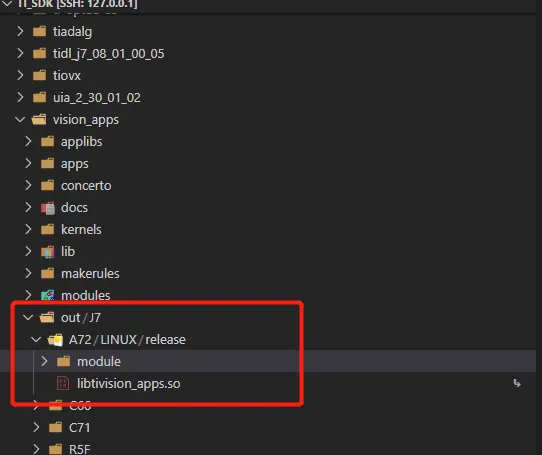 TI_SDK [SSH: 127.0.0.1]
tiadalg
tidl_j7_08_01_00_05
tiovx
uia_2_30_01_02
vision_apps
applibs
apps
concerto
docs
kernels
lib
makerules
modules
out/J7
A72/LINUX/release
module
libtivision_apps.so
C66
C71
R5F